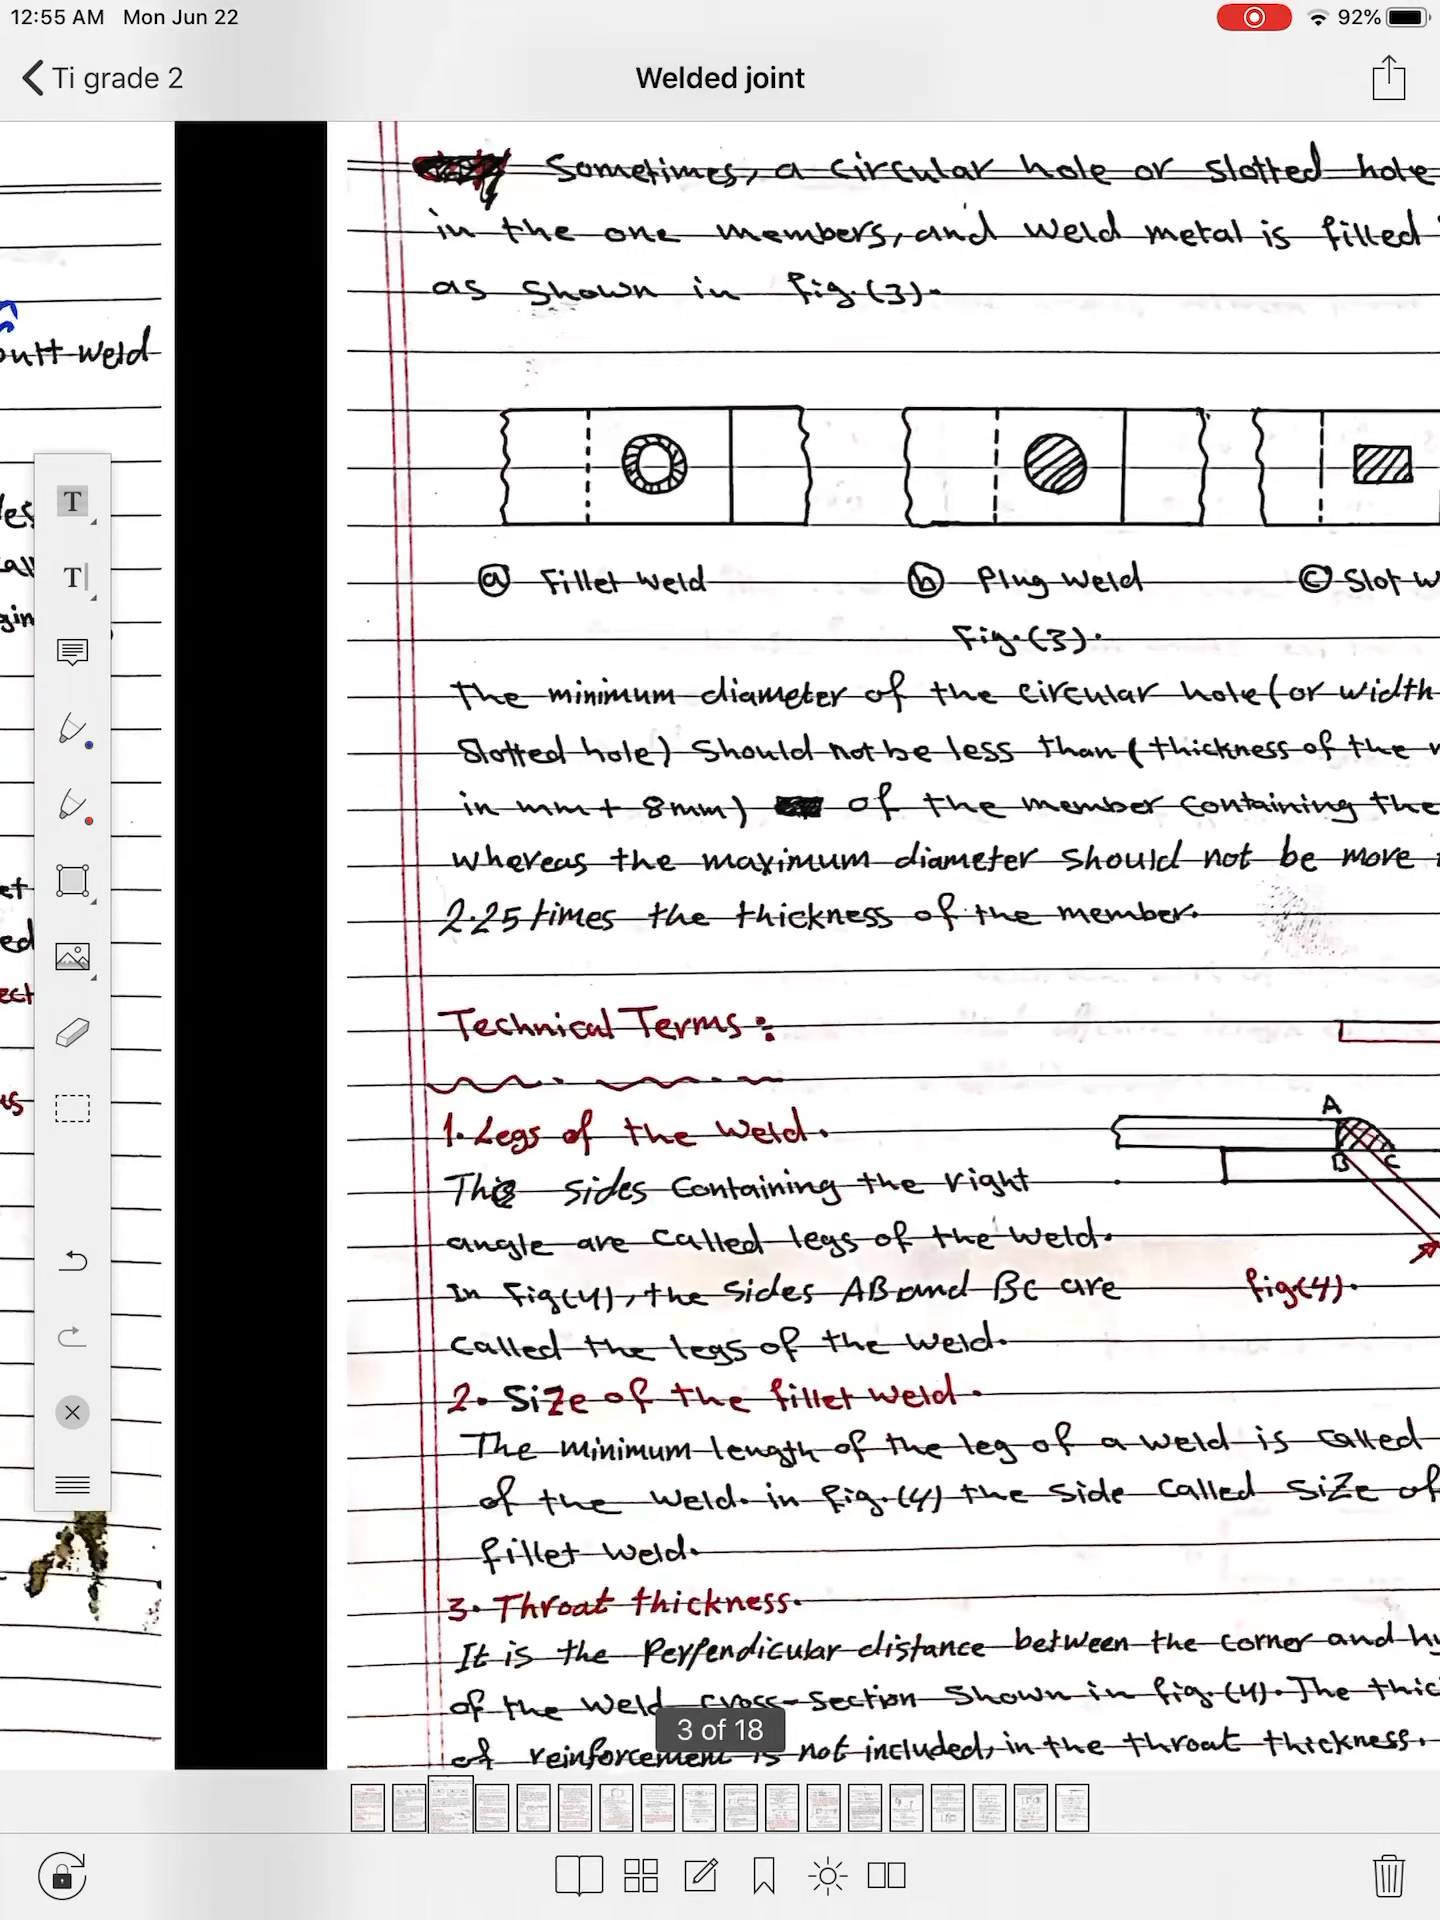 12:55 AM Mon Jun 22
92%
Ti grade 2
Welded joint
Sometimes, a circular hole or slotted hole
in the one members, and weld metal is filled
as shown in fig.(3).
butt weld
a Fillet weld
b Plug weld
c Slot w
Fig.(3).
The minimum diameter of the circular hole (or width
slotted hole) should not be less than (thickness of the
in mm + 8mm) of the member containing the
whereas the maximum diameter should not be more
2.25 times the thickness of the member.
Technical Terms:
1. Legs of the weld.
The sides containing the right
angle are called legs of the weld.
In fig(4), the sides AB and BC are
called the legs of the weld.
A
B
C
fig(4).
2. Size of the fillet weld.
The minimum length of the leg of a weld is called
of the weld. in fig.(4) the side called size of
fillet weld.
3. Throat thickness.
It is the perpendicular distance between the corner and hy
of the weld cross-section shown in fig.(4). The thic
of reinforcement is not included, in the throat thickness.
3 of 18